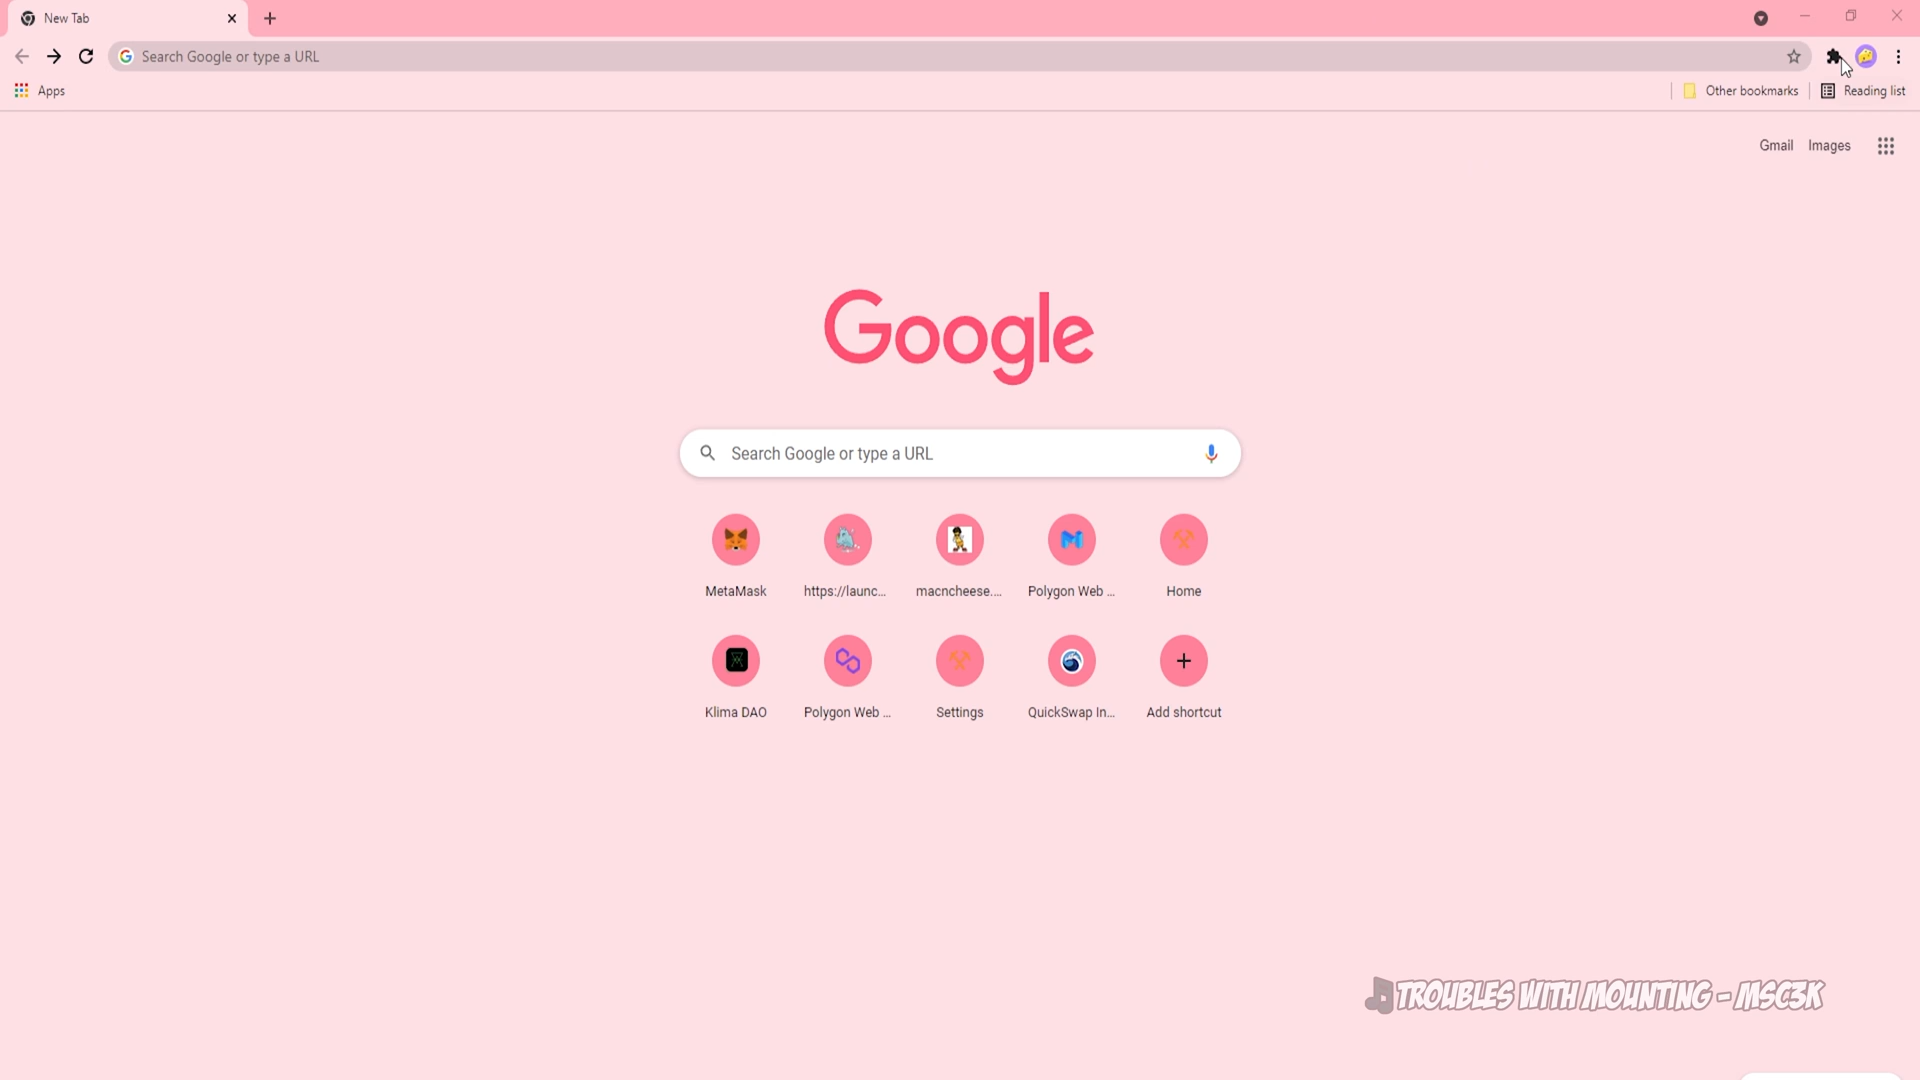 New Tab
Search Google or type a URL
Apps
Other bookmarks
Reading list
Gmail Images
Google
Search Google or type a URL
MetaMask https://launc... macncheese.... Polygon Web ... Home
Klima DAO Polygon Web ... Settings QuickSwap In... Add shortcut
TROUBLES WITH MOUNTING - MSC3K